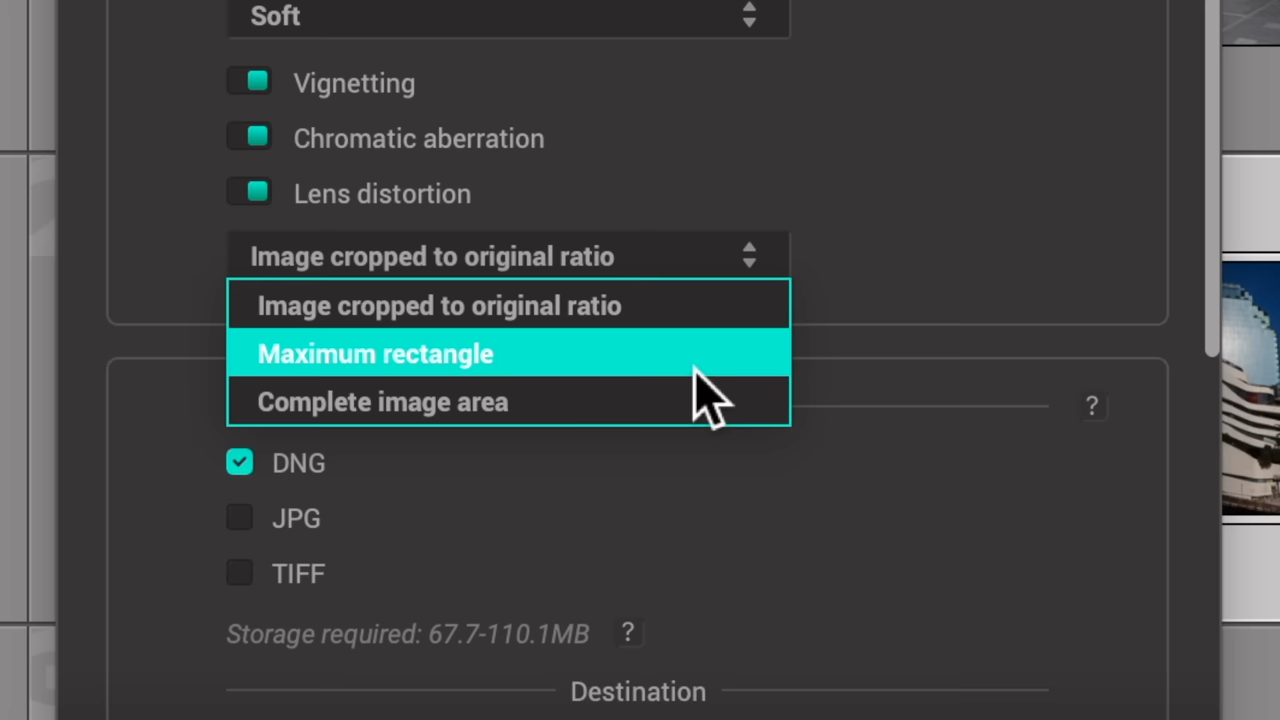 Soft
Vignetting
Chromatic aberration
Lens distortion
Image cropped to original ratio
Image cropped to original ratio
Maximum rectangle
Complete image area
?
DNG
JPG
TIFF
Storage required: 67.7-110.1MB ?
Destination